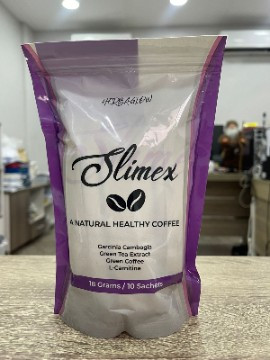 Slimex
A NATURAL HEALTHY COFFEE
Garcinia Cambogia
Green Tea Extract
Green Coffee
L-Carnitine
16 Grams / 10 Sachets